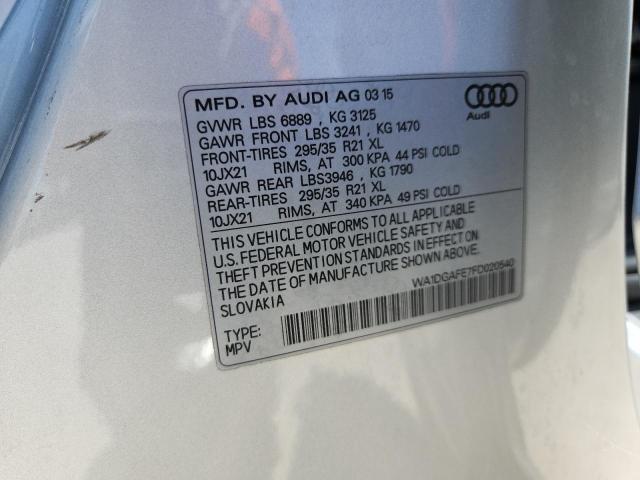 MFD. BY AUDI AG 03 15
GVWR LBS 6889 , KG 3125
GAWR FRONT LBS 3241 , KG 1470
FRONT-TIRES 295/35 R21 XL
10JX21 RIMS, AT 300 KPA 44 PSI COLD
GAWR REAR LBS3946 , KG 1790
REAR-TIRES 295/35 R21 XL
10JX21 RIMS, AT 340 KPA 49 PSI COLD
THIS VEHICLE CONFORMS TO ALL APPLICABLE
U.S. FEDERAL MOTOR VEHICLE SAFETY AND
THEFT PREVENTION STANDARDS IN EFFECT ON
THE DATE OF MANUFACTURE SHOWN ABOVE.
SLOVAKIA
WA1DGAFE7FD020540
TYPE:
MPV
Audi